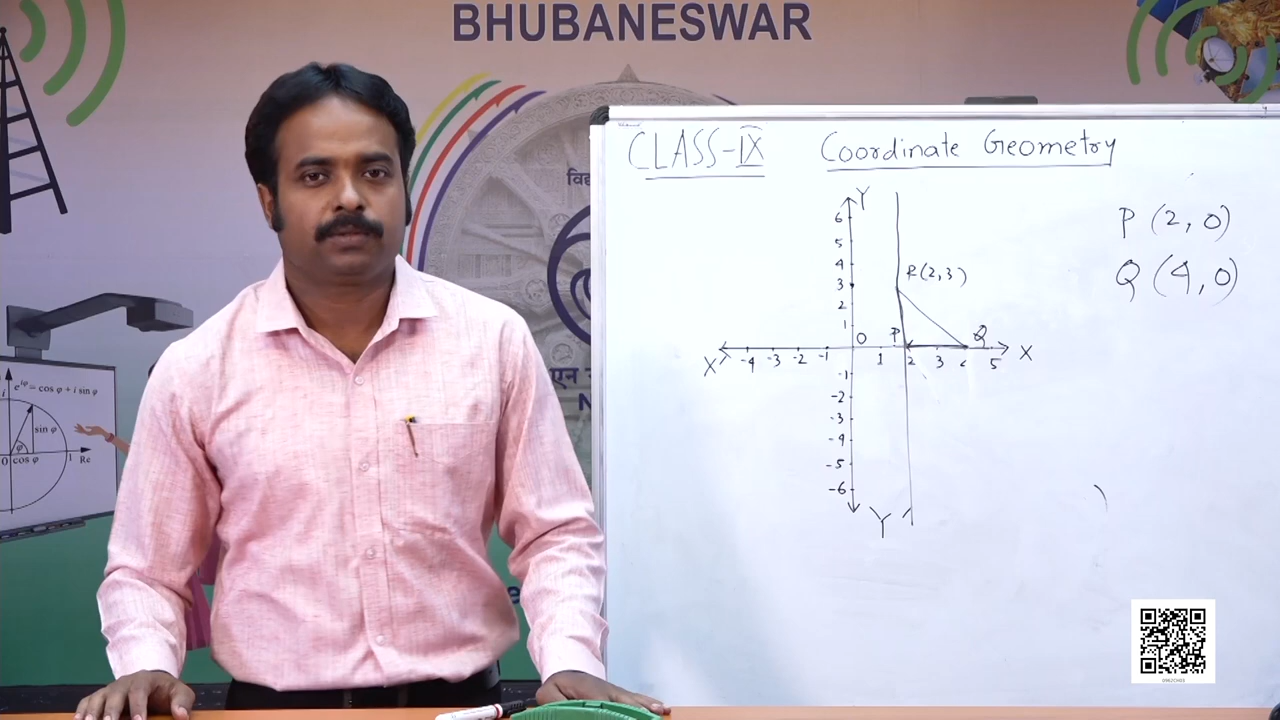 BHUBANESWAR
CLASS-IX Coordinate Geometry
P (2, 0)
Q (4, 0)
Y
6
5
4
3
2
1
R(2,3)
P
Q
O
X' -4 -3 -2 -1 1 2 3 5 X
-1
-2
-3
-4
-5
-6
Y'
e^iφ = cos φ + i sin φ
i
sin φ
φ
0 cos φ 1 Re